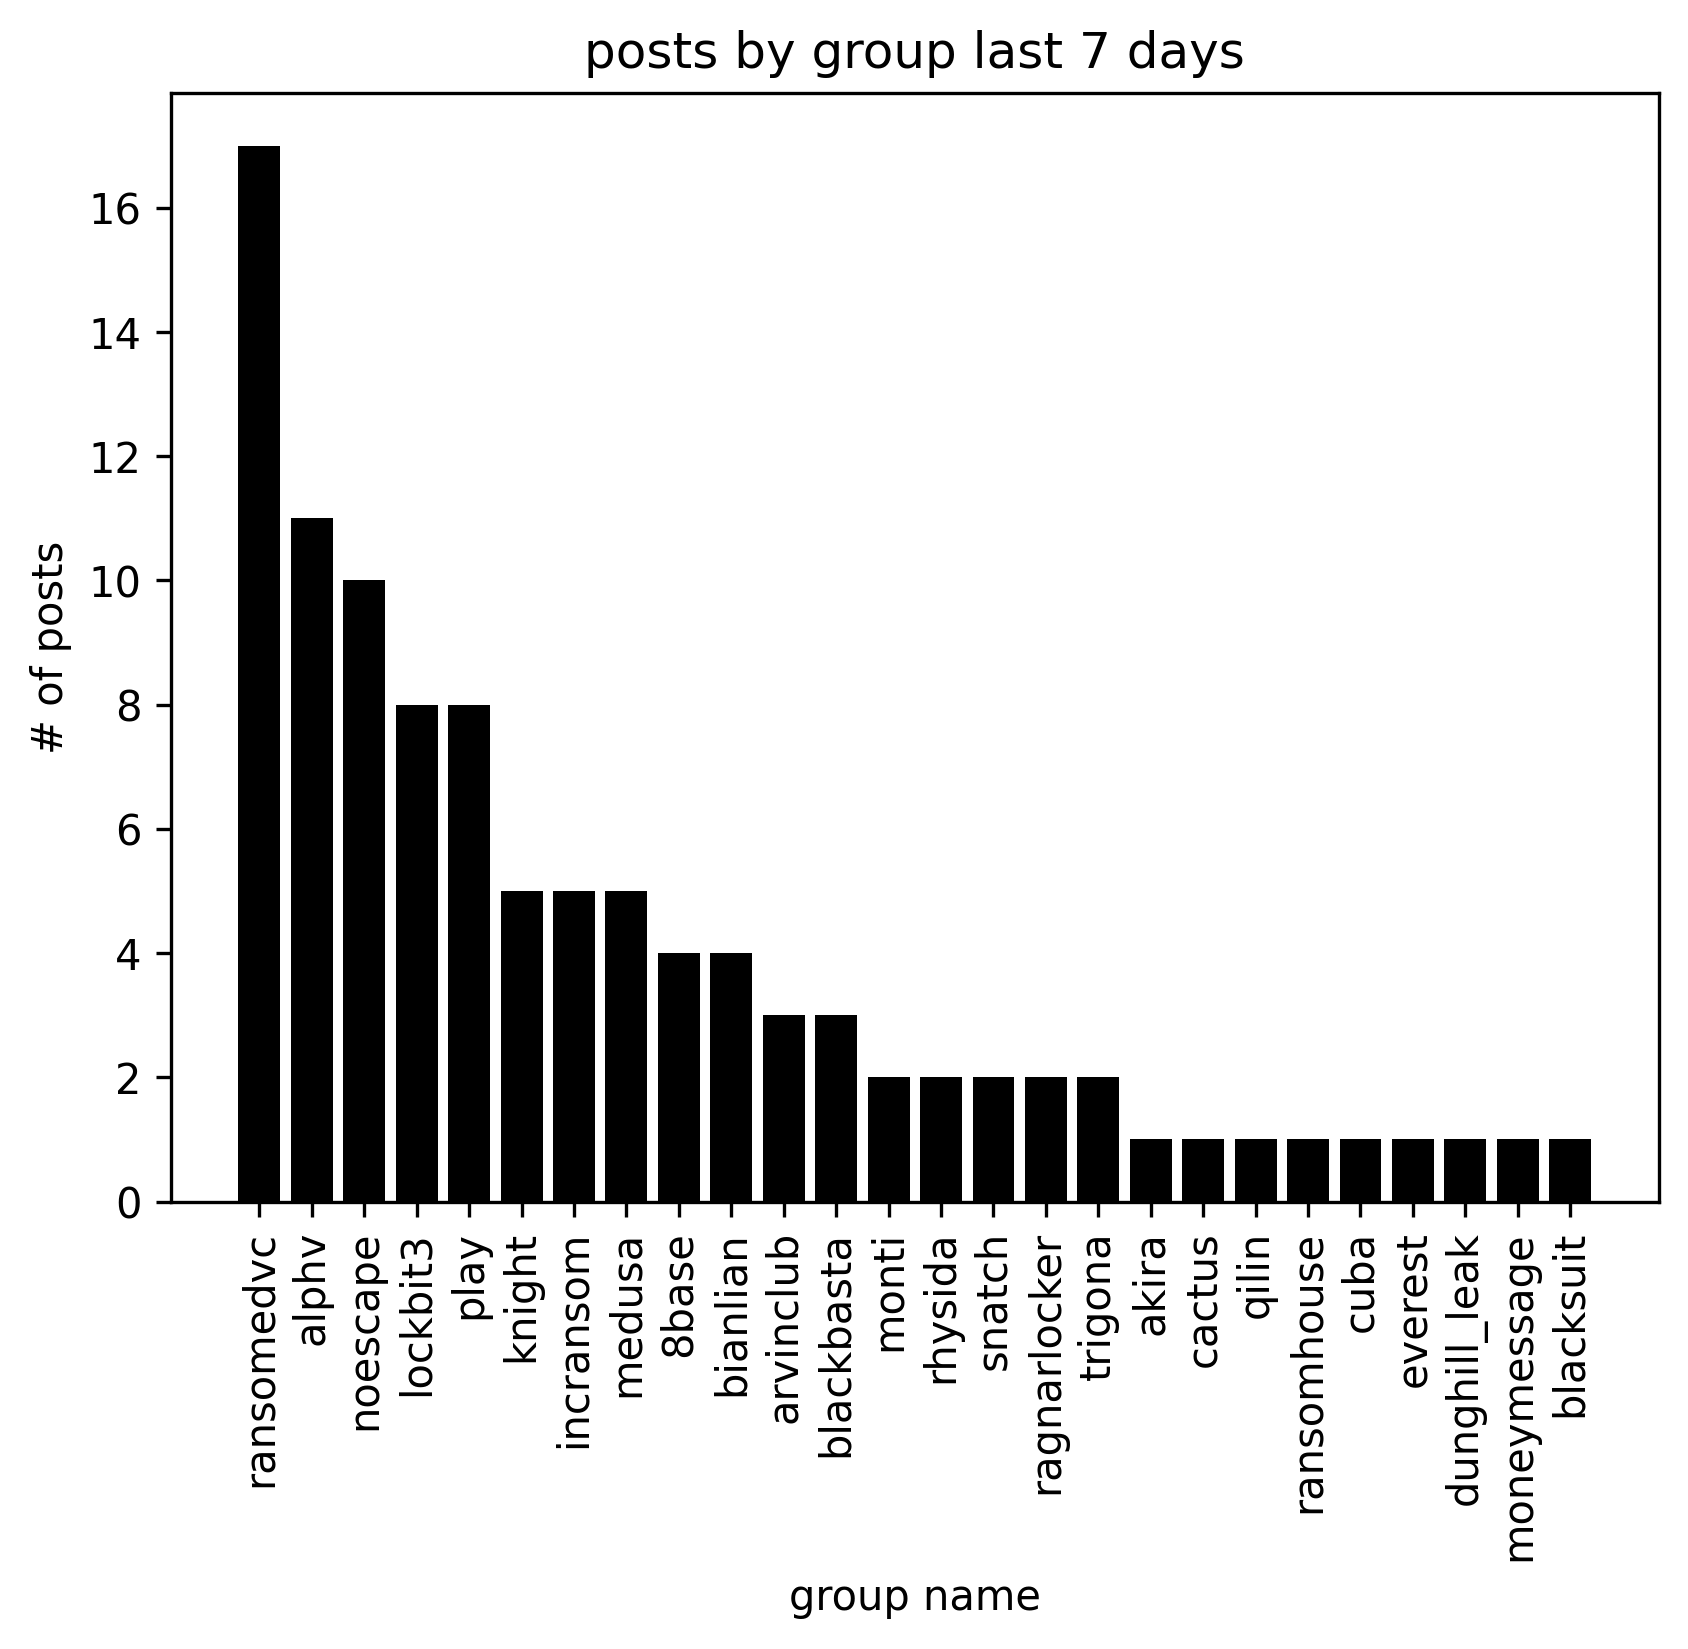 posts by group last 7 days
# of posts
16
14
12
10
8
6
4
2
0
ransomedvc
alphv
noescape
lockbit3
play
knight
incransom
medusa
8base
bianlian
arvinclub
blackbasta
monti
rhysida
snatch
ragnarlocker
trigona
akira
cactus
qilin
ransomhouse
cuba
everest
dunghill_leak
moneymessage
blacksuit
group name